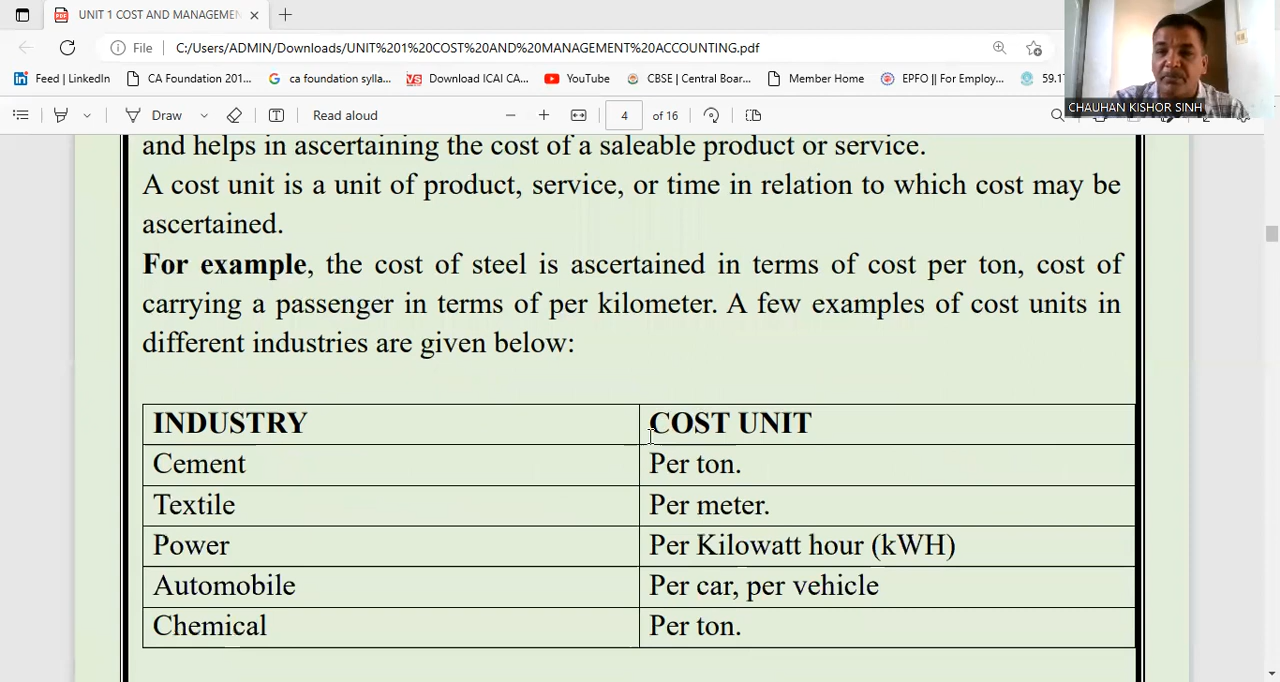 UNIT 1 COST AND MANAGEMEN
File
C:/Users/ADMIN/Downloads/UNIT%201%20COST%20AND%20MANAGEMENT%20ACCOUNTING.pdf
Feed | LinkedIn
CA Foundation 201...
ca foundation sylla...
Download ICAI CA...
YouTube
CBSE | Central Boar...
Member Home
EPFO || For Employ...
59.1
CHAUHAN KISHOR SINH
Draw
Read aloud
4 of 16
and helps in ascertaining the cost of a saleable product or service.
A cost unit is a unit of product, service, or time in relation to which cost may be
ascertained.
For example, the cost of steel is ascertained in terms of cost per ton, cost of
carrying a passenger in terms of per kilometer. A few examples of cost units in
different industries are given below:
INDUSTRY COST UNIT
Cement Per ton.
Textile Per meter.
Power Per Kilowatt hour (kWH)
Automobile Per car, per vehicle
Chemical Per ton.